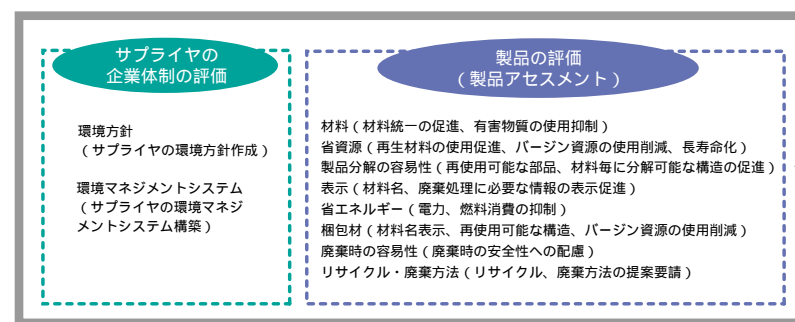 サプライヤの
企業体制の評価
環境方針
(サプライヤの環境方針作成)
環境マネジメントシステム
(サプライヤの環境マネジ
メントシステム構築)
製品の評価
(製品アセスメント)
材料(材料統一の促進、有害物質の使用抑制)
省資源(再生材料の使用促進、バージン資源の使用削減、長寿命化)
製品分解の容易性(再使用可能な部品、材料毎に分解可能な構造の促進)
表示(材料名、廃棄処理に必要な情報の表示促進)
省エネルギー(電力、燃料消費の抑制)
梱包材(材料名表示、再使用可能な構造、バージン資源の使用削減)
廃棄時の容易性(廃棄時の安全性への配慮)
リサイクル・廃棄方法(リサイクル、廃棄方法の提案要請)